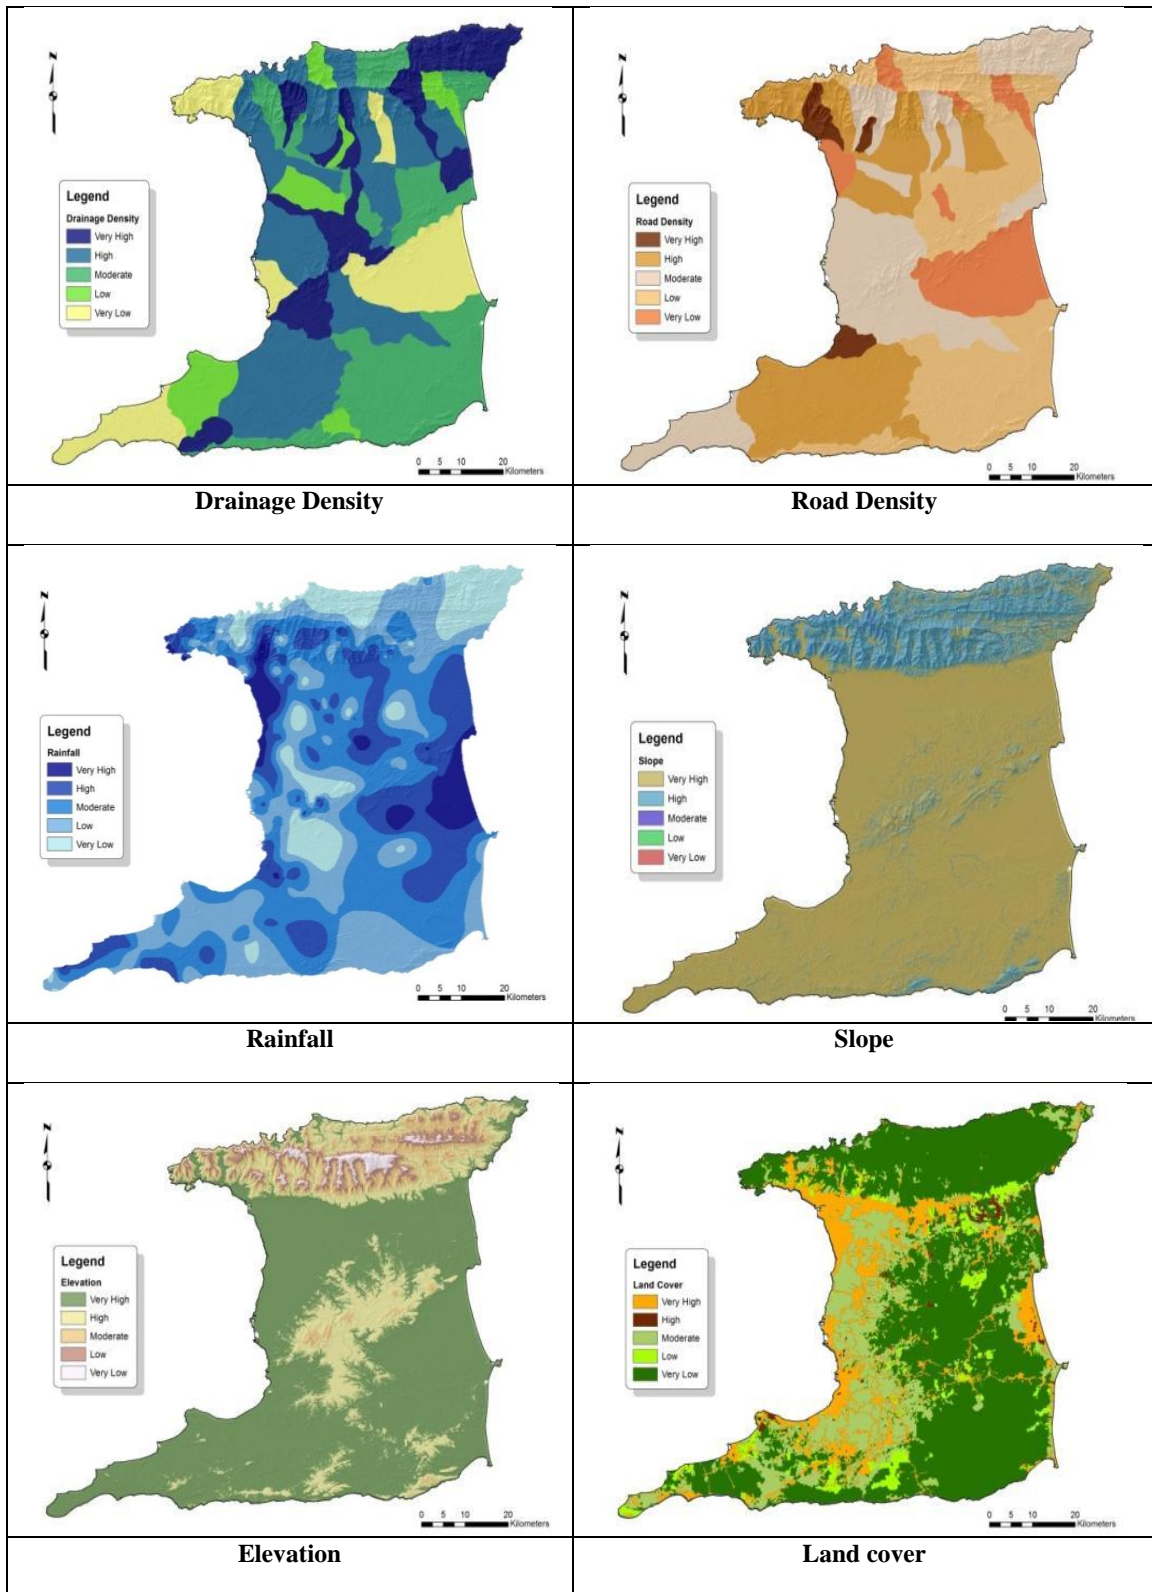 N
Legend
Drainage Density
Very High
High
Moderate
Low
Very Low
0 5 10 20
Kilometers
Drainage Density
N
Legend
Road Density
Very High
High
Moderate
Low
Very Low
0 5 10 20
Kilometers
Road Density
N
Legend
Rainfall
Very High
High
Moderate
Low
Very Low
0 5 10 20
Kilometers
Rainfall
N
Legend
Slope
Very High
High
Moderate
Low
Very Low
0 5 10 20
Kilometers
Slope
N
Legend
Elevation
Very High
High
Moderate
Low
Very Low
0 5 10 20
Kilometers
Elevation
N
Legend
Land Cover
Very High
High
Moderate
Low
Very Low
0 5 10 20
Kilometers
Land cover